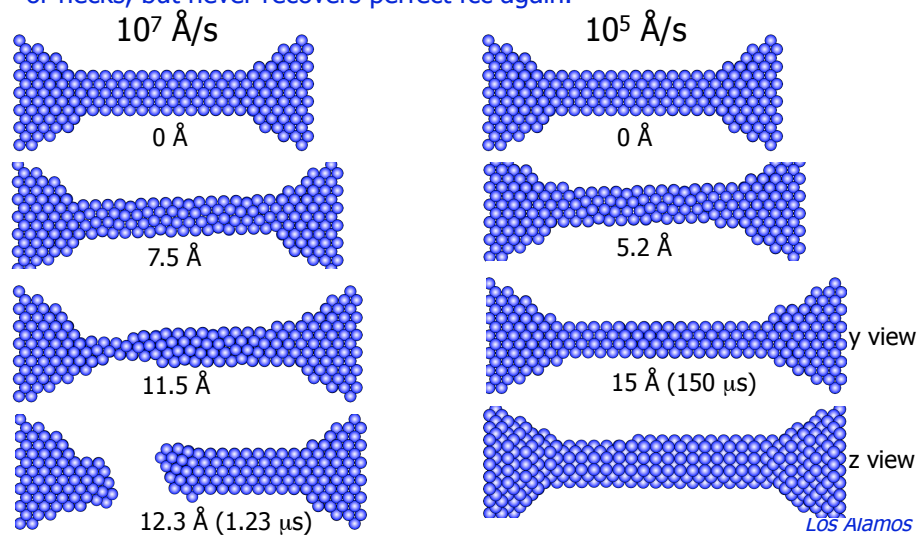 or necks, but never recovers perfect fcc again.
10⁷ Å/s
10⁵ Å/s
0 Å
0 Å
7.5 Å
5.2 Å
11.5 Å
15 Å (150 μs)
y view
z view
12.3 Å (1.23 μs)
Los Alamos